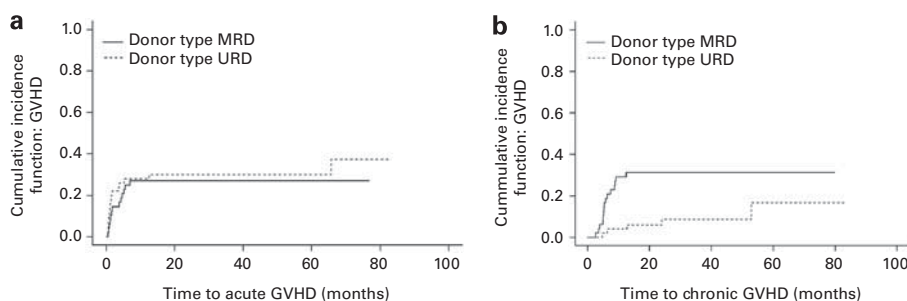 a
1.0
0.8
0.6
0.4
0.2
0.0
Cumulative incidence
function: GVHD
Donor type MRD
Donor type URD
0 20 40 60 80 100
Time to acute GVHD (months)
b
1.0
0.8
0.6
0.4
0.2
0.0
Cummulative incidence
function: GVHD
Donor type MRD
Donor type URD
0 20 40 60 80 100
Time to chronic GVHD (months)